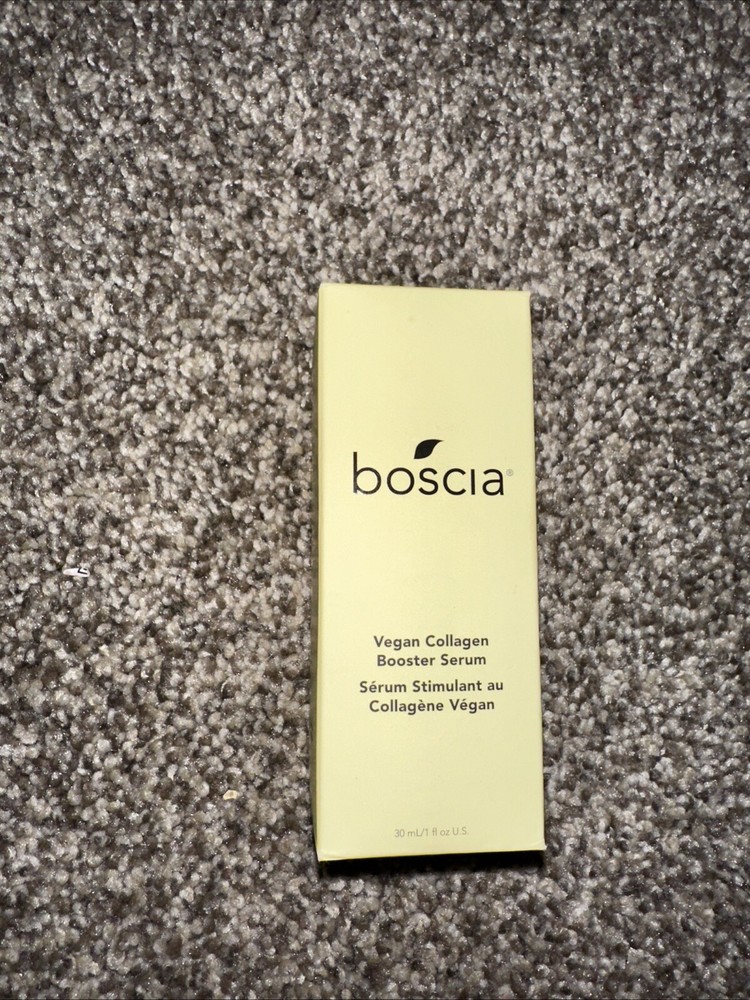 boscia®
Vegan Collagen
Booster Serum
Sérum Stimulant au
Collagène Végan
30 mL/1 fl oz U.S.